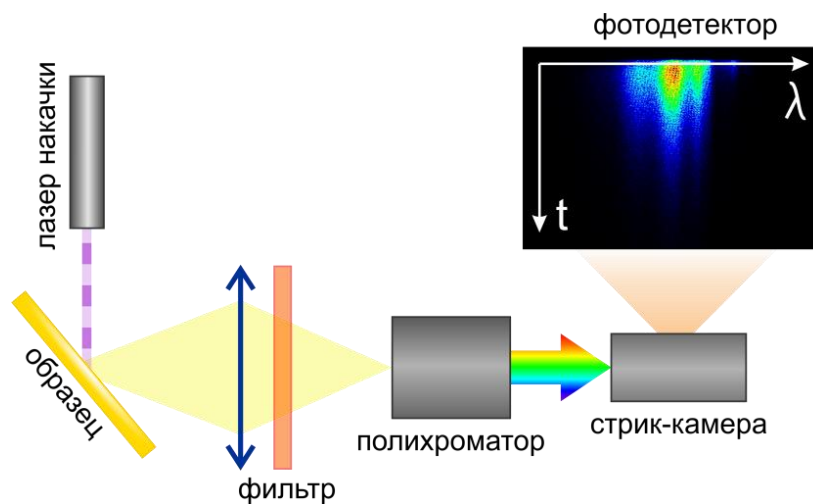 фотодетектор
λ
t
лазер накачки
образец
фильтр
полихроматор
стрик-камера